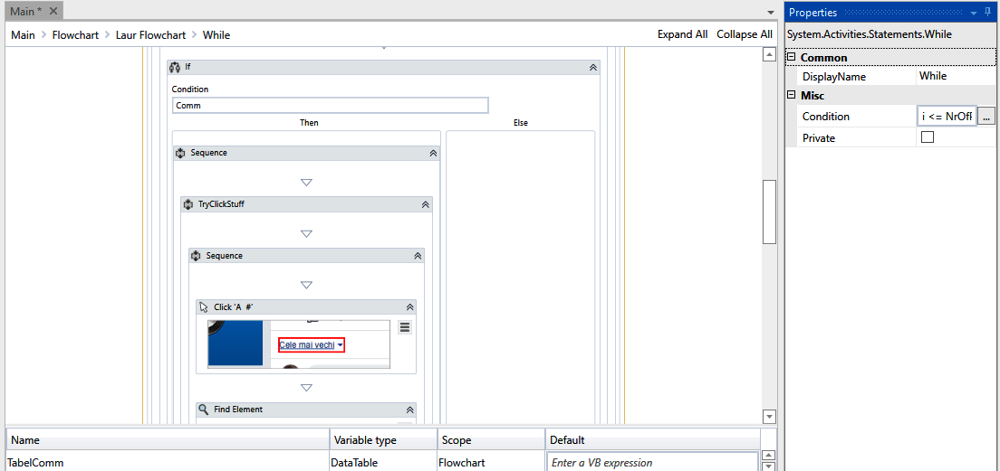 Main *
Main Flowchart Laur Flowchart While
Expand All Collapse All
If
Condition
Comm
Then Else
Sequence
TryClickStuff
Sequence
Click 'A #'
Cele mai vechi
Find Element
Name Variable type Scope Default
TabelComm DataTable Flowchart Enter a VB expression
Properties
System.Activities.Statements.While
Common
DisplayName While
Misc
Condition i <= NrOfI ...
Private